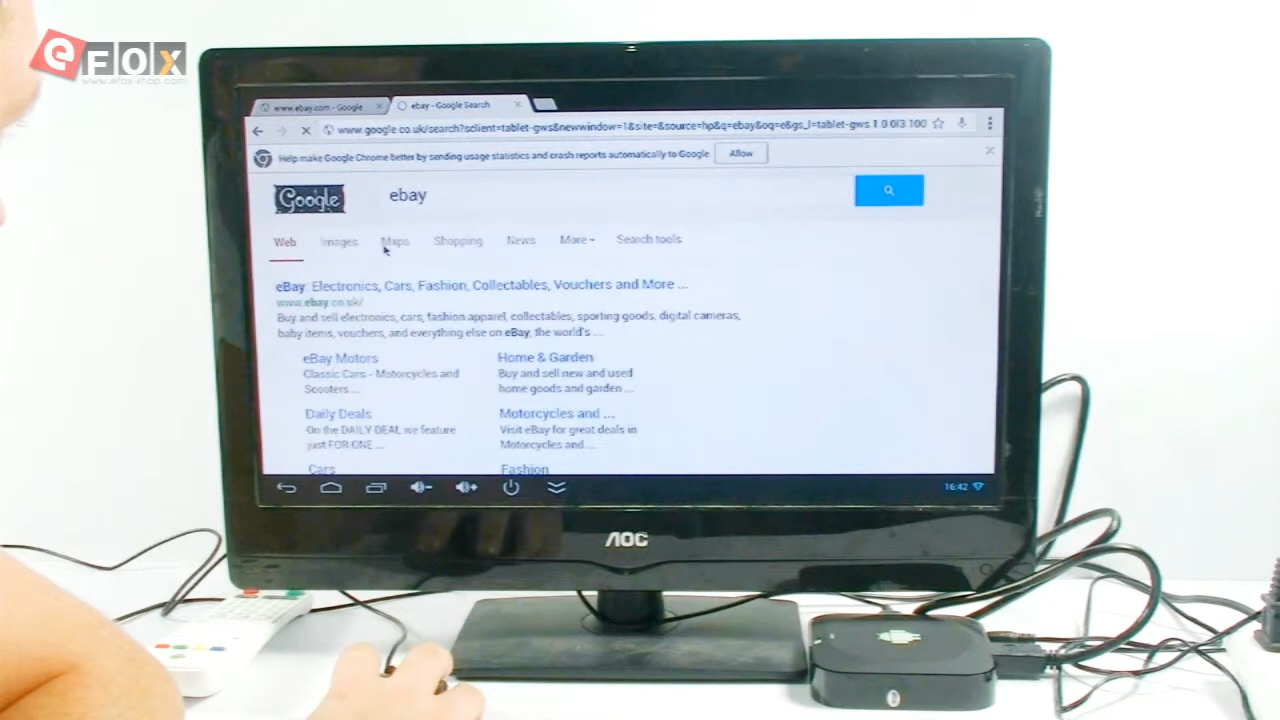 eFOX
www.efox-shop.com
www.ebay.com - Google
ebay - Google Search
www.google.co.uk/search?sclient=tablet-gws&newwindow=1&site=&source=hp&q=ebay&oq=e&gs_l=tablet-gws.1.0.0l3.100
Help make Google Chrome better by sending usage statistics and crash reports automatically to Google
Allow
Google
ebay
Web Images Maps Shopping News More Search tools
eBay: Electronics, Cars, Fashion, Collectables, Vouchers and More ...
www.ebay.co.uk/
Buy and sell electronics, cars, fashion apparel, collectables, sporting goods, digital cameras,
baby items, vouchers, and everything else on eBay, the world's ...
eBay Motors
Classic Cars - Motorcycles and
Scooters ...
Home & Garden
Buy and sell new and used
home goods and garden ...
Daily Deals
On the DAILY DEAL we feature
just FOR ONE ...
Motorcycles and ...
Visit eBay for great deals in
Motorcycles and ...
Cars
Fashion
16:42
AOC